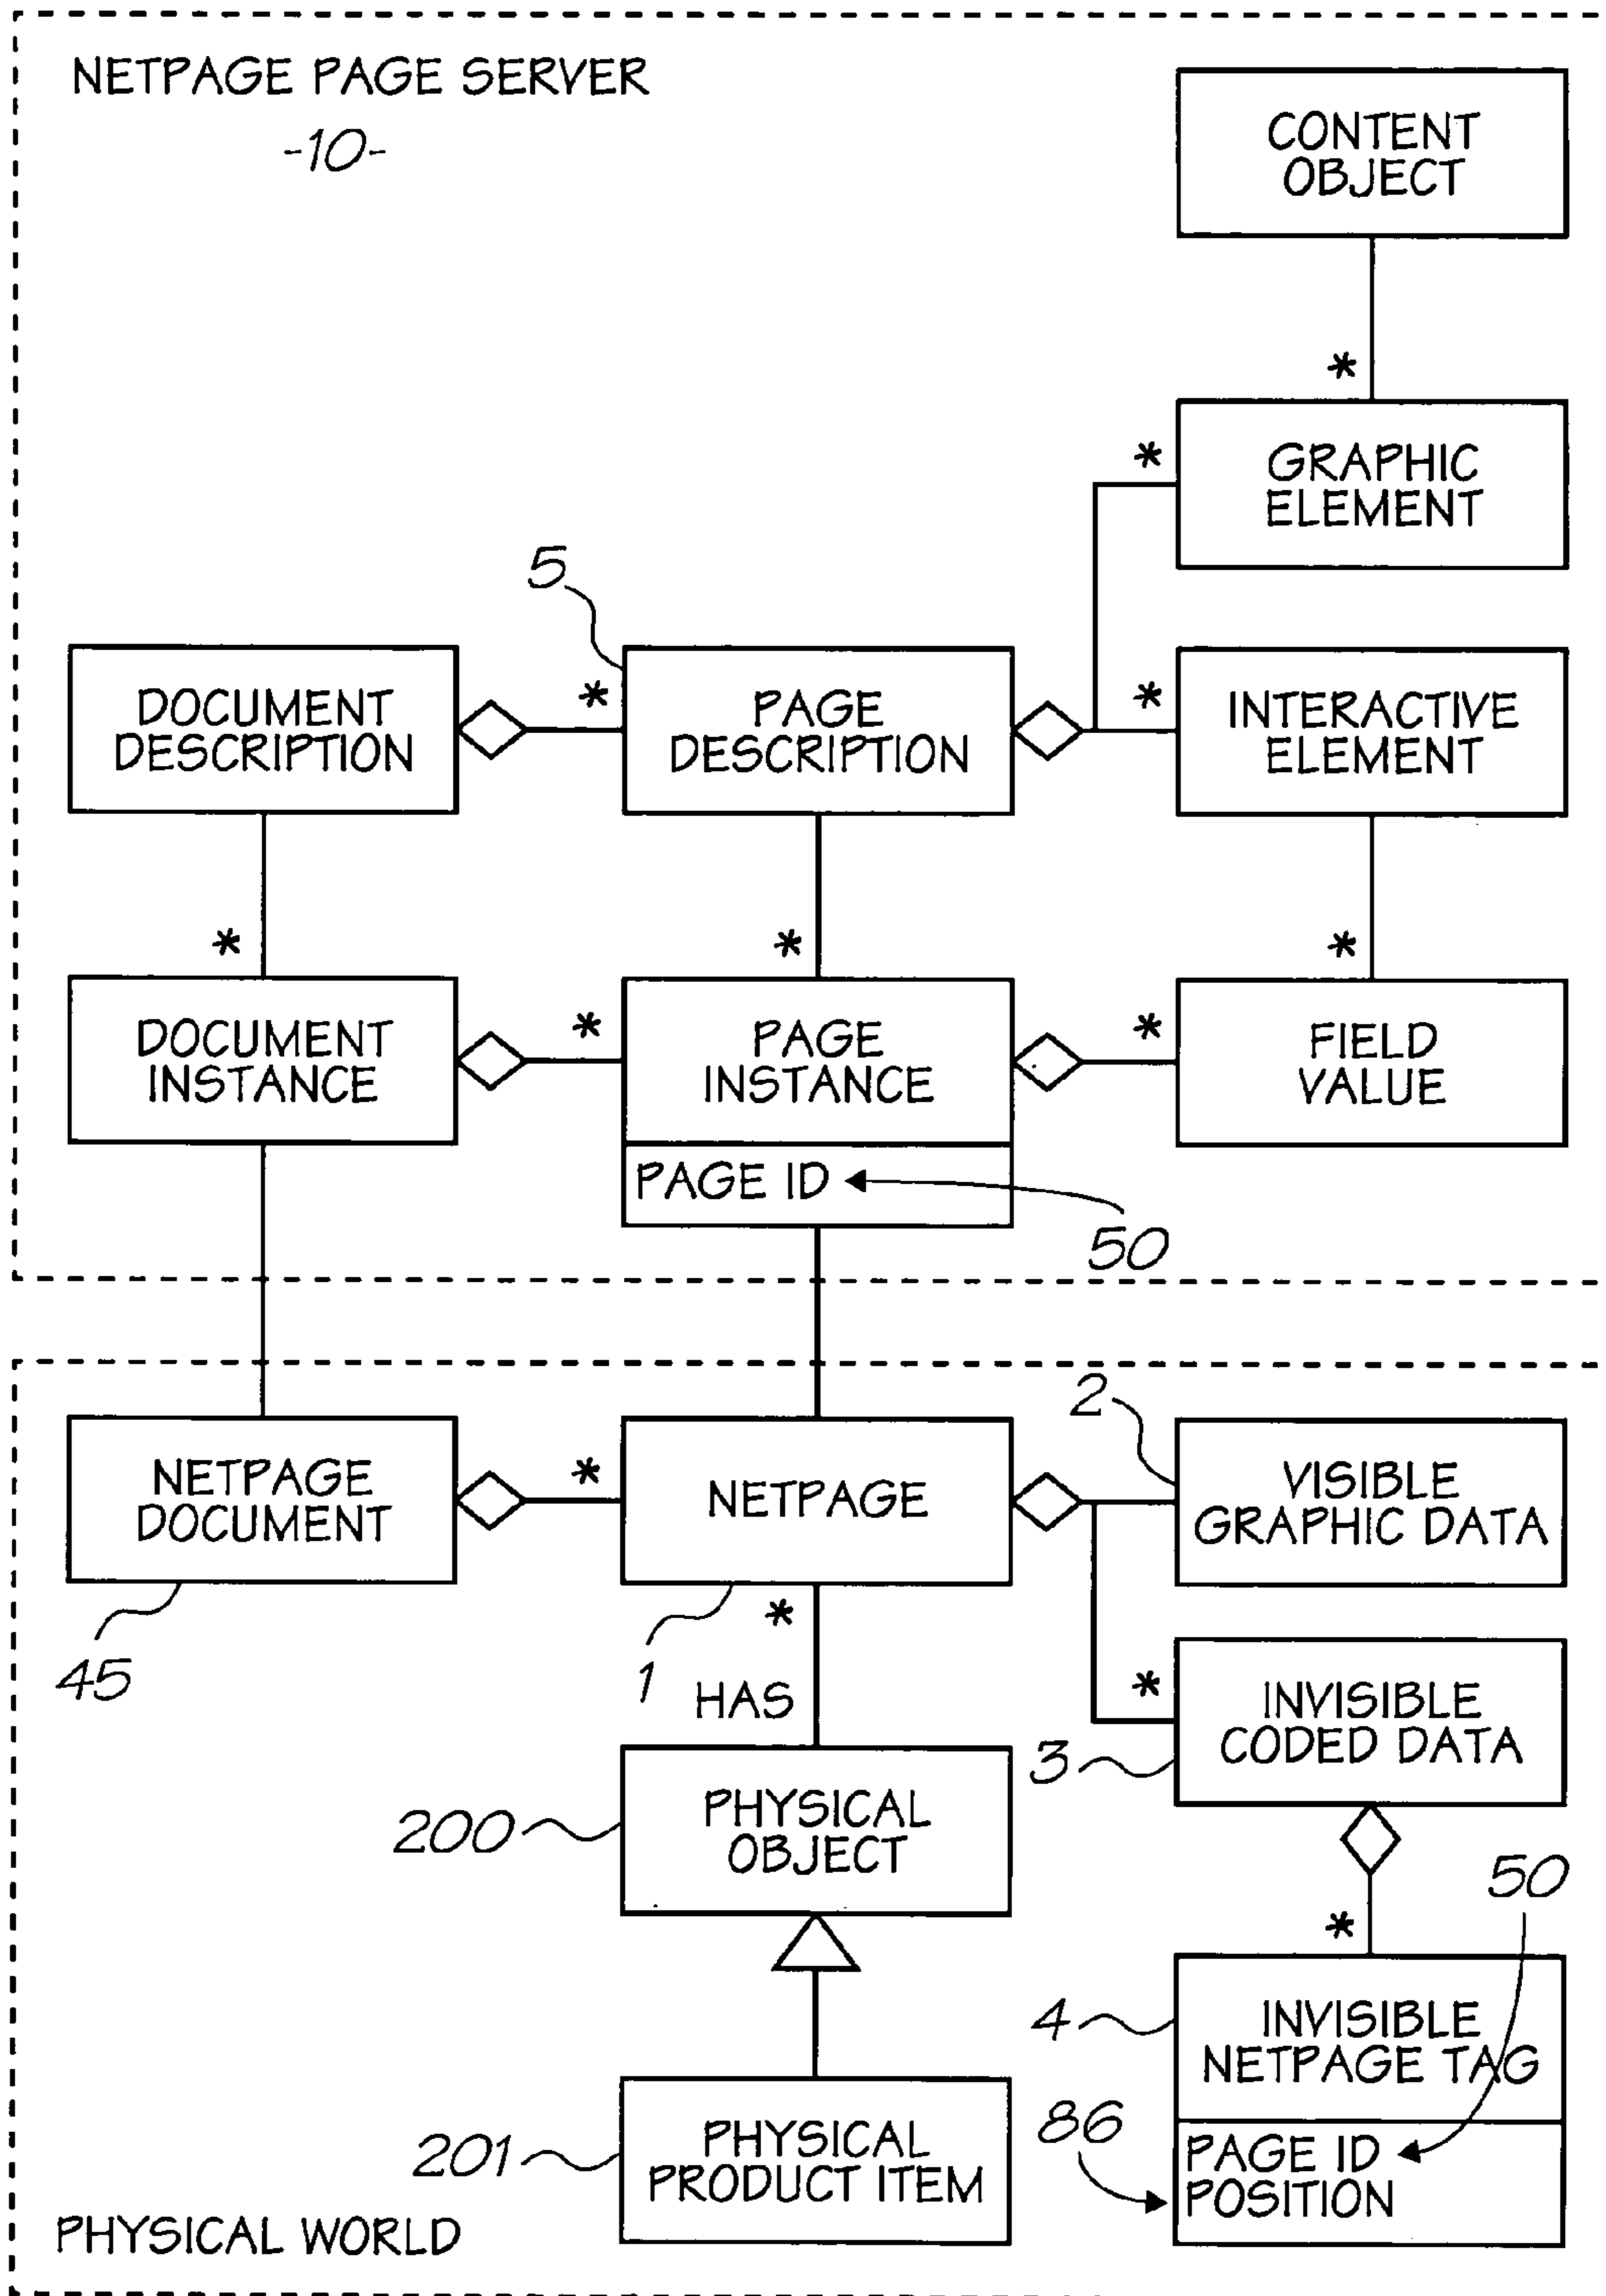 NETPAGE PAGE SERVER
-10-
CONTENT
OBJECT
*
*
GRAPHIC
ELEMENT
5
DOCUMENT
DESCRIPTION
*
PAGE
DESCRIPTION
*
INTERACTIVE
ELEMENT
*
*
*
DOCUMENT
INSTANCE
*
PAGE
INSTANCE
PAGE ID
*
FIELD
VALUE
50
NETPAGE
DOCUMENT
45
*
NETPAGE
1
2
VISIBLE
GRAPHIC DATA
*
HAS
*
3
INVISIBLE
CODED DATA
200
PHYSICAL
OBJECT
50
*
4
INVISIBLE
NETPAGE TAG
86
PAGE ID
POSITION
201
PHYSICAL
PRODUCT ITEM
PHYSICAL WORLD